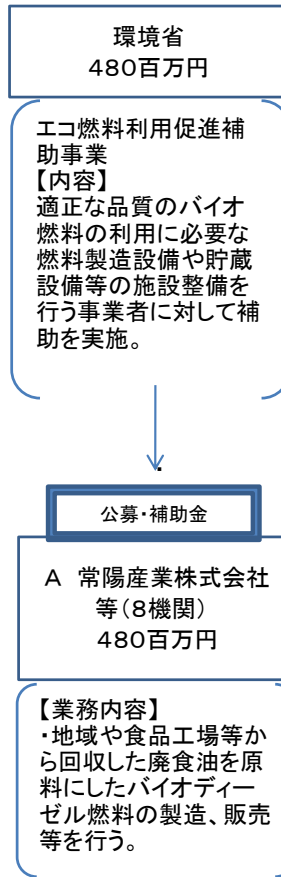 環境省
480百万円
エコ燃料利用促進補
助事業
【内容】
適正な品質のバイオ
燃料の利用に必要な
燃料製造設備や貯蔵
設備等の施設整備を
行う事業者に対して補
助を実施。
公募・補助金
A 常陽産業株式会社
等(8機関)
480百万円
【業務内容】
・地域や食品工場等か
ら回収した廃食油を原
料にしたバイオディー
ゼル燃料の製造、販売
等を行う。